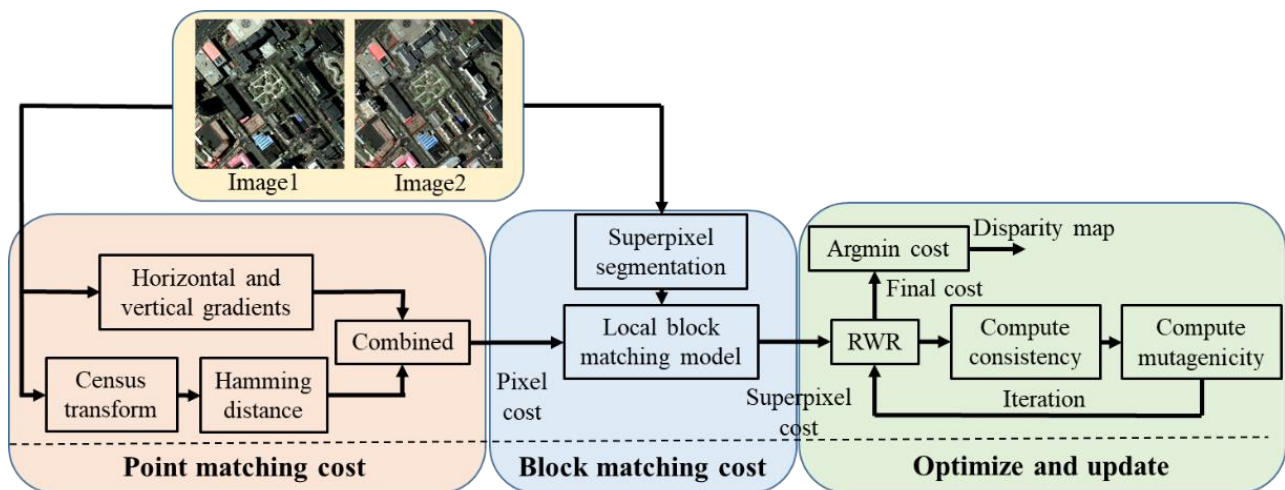 Image1
Image2
Horizontal and
vertical gradients
Census
transform
Hamming
distance
Combined
Pixel
cost
Point matching cost
Superpixel
segmentation
Local block
matching model
Superpixel
cost
Block matching cost
Argmin cost
Disparity map
Final cost
RWR
Compute
consistency
Compute
mutagenicity
Iteration
Optimize and update